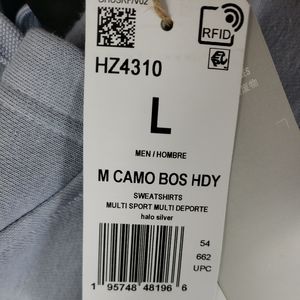 RFID
HZ4310
L
MEN / HOMBRE
M CAMO BOS HDY
SWEATSHIRTS
MULTI SPORT MULTI DEPORTE
halo silver
54
662
UPC
1 95748 48196 6